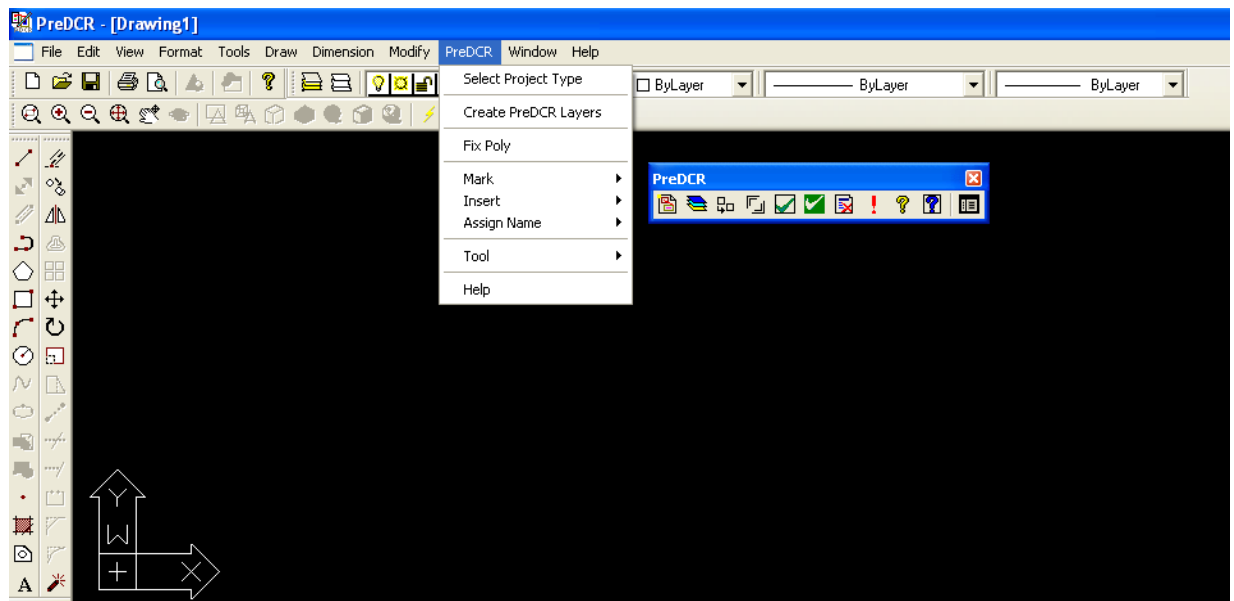 PreDCR - [Drawing1]
File Edit View Format Tools Draw Dimension Modify PreDCR Window Help
ByLayer ByLayer ByLayer
Select Project Type
Create PreDCR Layers
Fix Poly
Mark
Insert
Assign Name
Tool
Help
PreDCR
Y
W
X
A